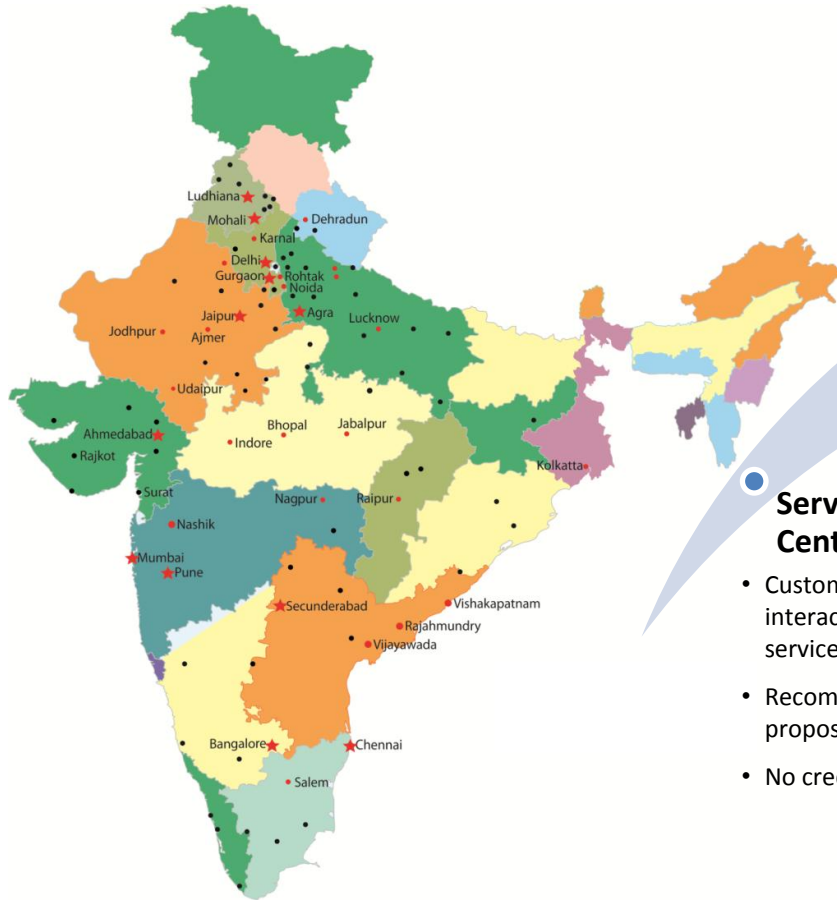 Ludhiana
Mohali
Dehradun
Karnal
Delhi
Gurgaon
Rohtak
Noida
Jaipur
Agra
Lucknow
Jodhpur
Ajmer
Udaipur
Ahmedabad
Bhopal
Jabalpur
Indore
Rajkot
Kolkatta
Surat
Nagpur
Raipur
Nashik
Mumbai
Pune
Secunderabad
Vishakapatnam
Rajahmundry
Vijayawada
Bangalore
Chennai
Salem
Serv
Cent
• Custom
interac
service
• Recom
propos
• No cre